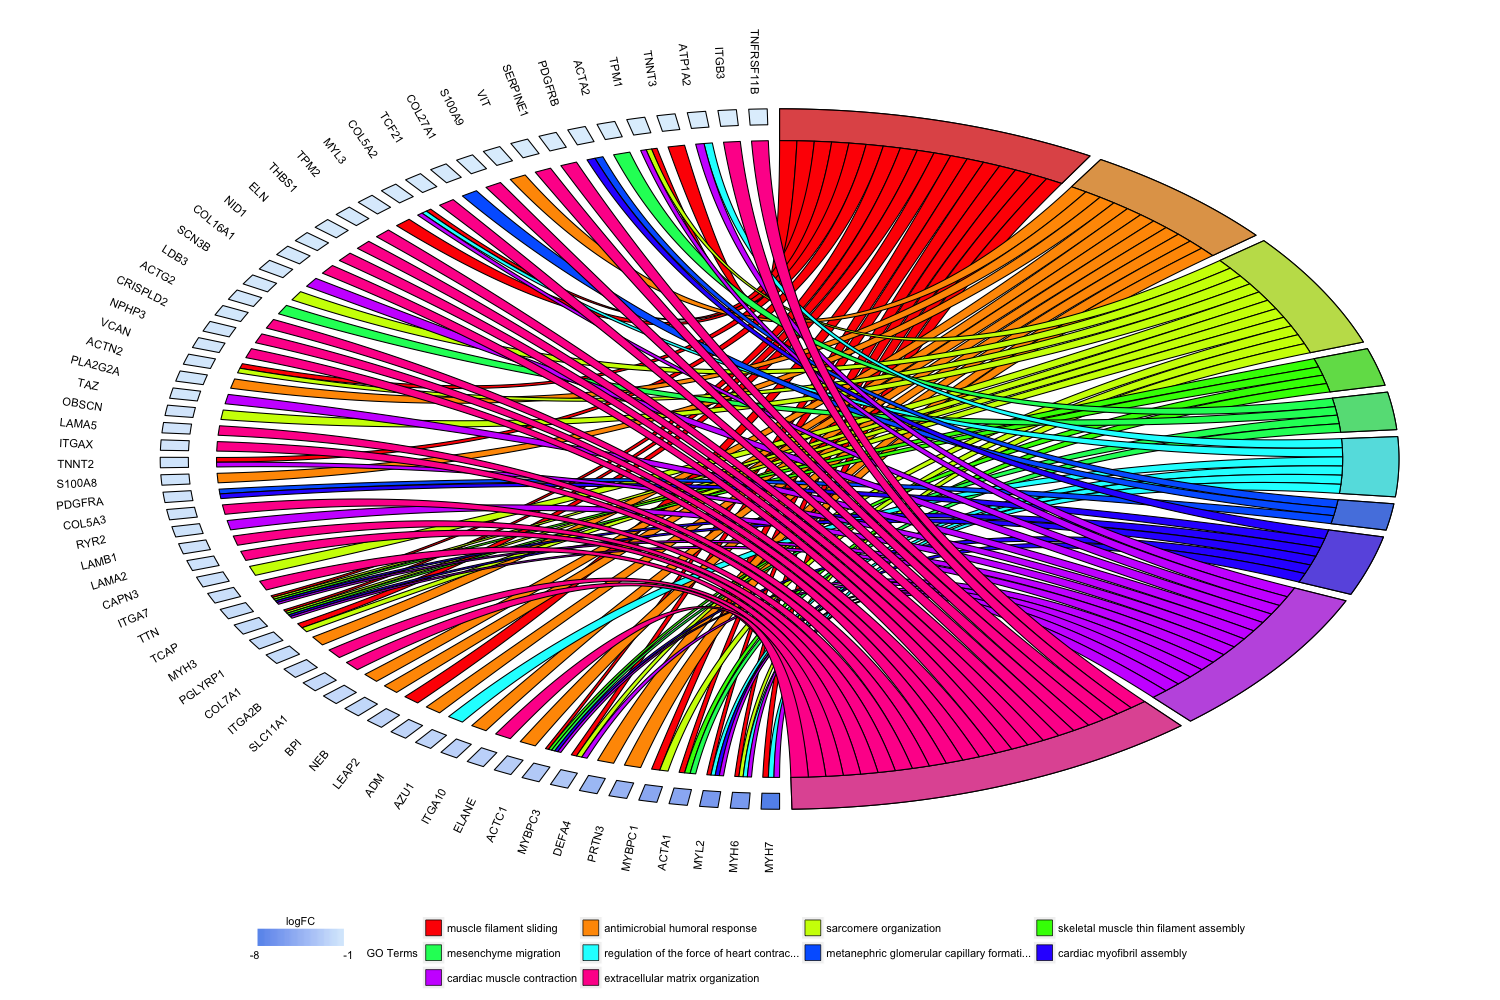 TNFRSF11B
ITGB3
ATP1A2
TNNT3
TPM1
ACTA2
PDGFRB
SERPINE1
VIT
S100A9
COL27A1
TCF21
COL5A2
MYL3
TPM2
THBS1
ELN
NID1
COL16A1
SCN3B
LDB3
ACTG2
CRISPLD2
NPHP3
VCAN
ACTN2
PLA2G2A
TAZ
OBSCN
LAMA5
ITGAX
TNNT2
S100A8
PDGFRA
COL5A3
RYR2
LAMB1
LAMA2
CAPN3
ITGA7
TTN
TCAP
MYH3
PGLYRP1
COL7A1
ITGA2B
SLC11A1
BPI
NEB
LEAP2
ADM
AZU1
ITGA10
ELANE
ACTC1
MYBPC3
DEFA4
PRTN3
MYBPC1
ACTA1
MYL2
MYH6
MYH7
logFC
-8 -1
GO Terms
muscle filament sliding
antimicrobial humoral response
sarcomere organization
skeletal muscle thin filament assembly
mesenchyme migration
regulation of the force of heart contrac...
metanephric glomerular capillary formati...
cardiac myofibril assembly
cardiac muscle contraction
extracellular matrix organization